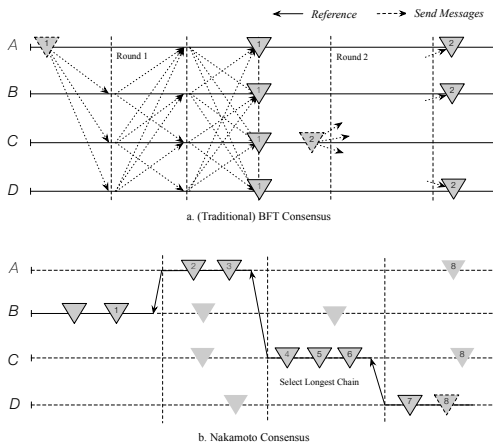 Reference Send Messages
A 1 Round 1 1 Round 2 2
B 1 2
C 1 2
D 1 2
a. (Traditional) BFT Consensus
A 2 3 8
B 1
C 4 5 6 8
Select Longest Chain
D 7 8
b. Nakamoto Consensus